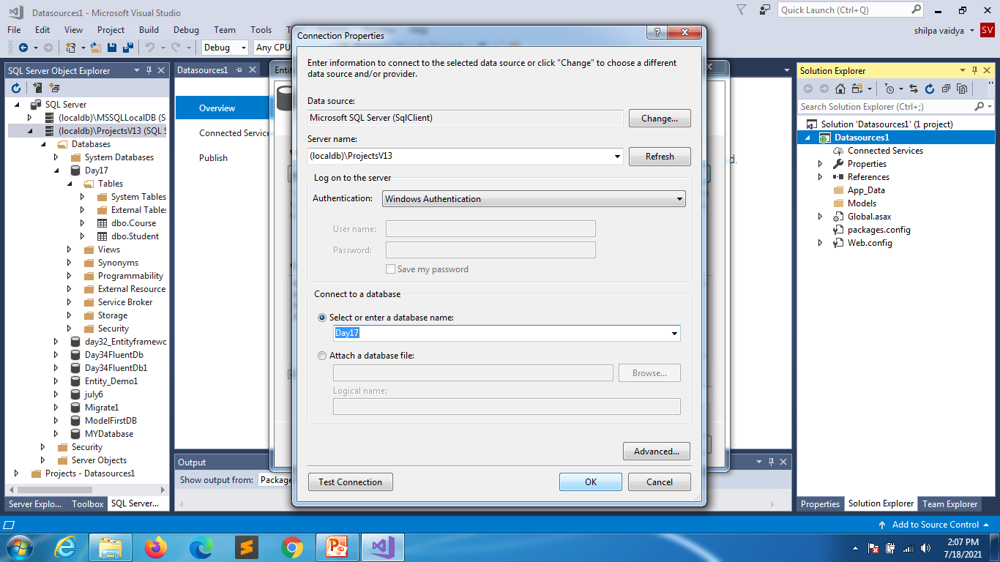 Datasources1 - Microsoft Visual Studio
Quick Launch (Ctrl+Q)
File Edit View Project Build Debug Team Tools
shilpa vaidya SV
Debug Any CPU
SQL Server Object Explorer
SQL Server
(localdb)\MSSQLLocalDB (S
(localdb)\ProjectsV13 (SQL S
Databases
System Databases
Day17
Tables
System Tables
External Tables
dbo.Course
dbo.Student
Views
Synonyms
Programmability
External Resource
Service Broker
Storage
Security
day32_Entityframewo
Day34FluentDb
Day34FluentDb1
Entity_Demo1
july6
Migrate1
ModelFirstDB
MYDatabase
Security
Server Objects
Projects - Datasources1
Server Explo... Toolbox SQL Server...
Datasources1
Overview
Connected Service
Publish
Entit
d.
Output
Show output from: Package
Connection Properties
Enter information to connect to the selected data source or click "Change" to choose a different
data source and/or provider.
Data source:
Microsoft SQL Server (SqlClient) Change...
Server name:
(localdb)\ProjectsV13 Refresh
Log on to the server
Authentication: Windows Authentication
User name:
Password:
Save my password
Connect to a database
Select or enter a database name:
Day17
Attach a database file:
Browse...
Logical name:
Advanced...
Test Connection OK Cancel
Solution Explorer
Search Solution Explorer (Ctrl+;)
Solution 'Datasources1' (1 project)
Datasources1
Connected Services
Properties
References
App_Data
Models
Global.asax
packages.config
Web.config
Properties Solution Explorer Team Explorer
Add to Source Control
2:07 PM
7/18/2021